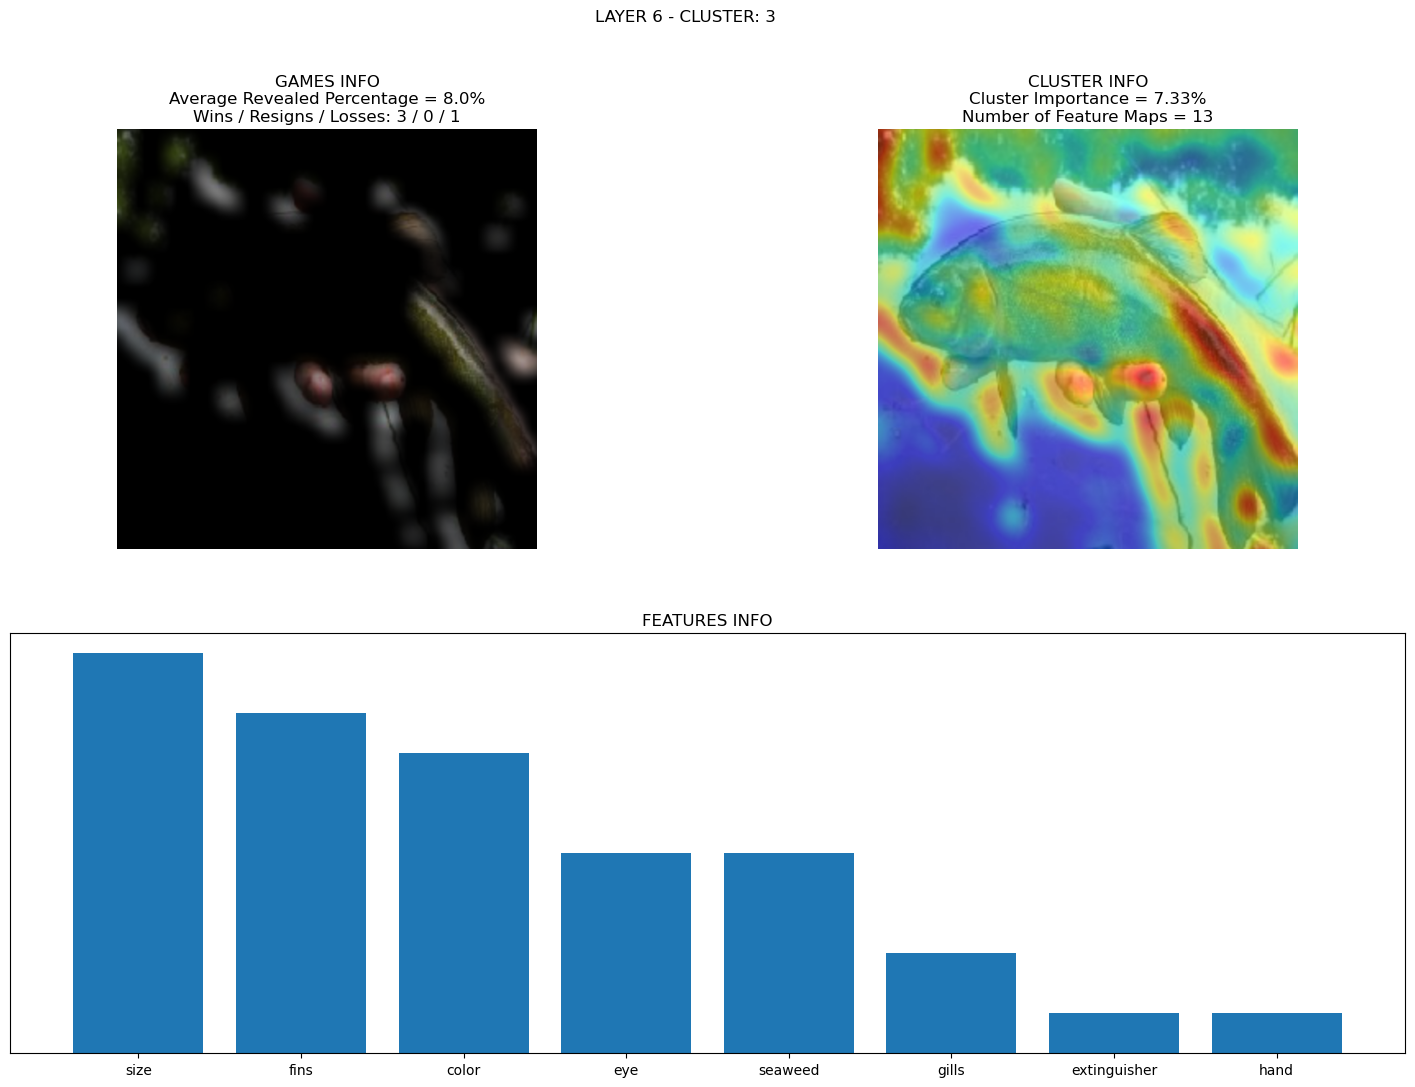 LAYER 6 - CLUSTER: 3
GAMES INFO
Average Revealed Percentage = 8.0%
Wins / Resigns / Losses: 3 / 0 / 1
CLUSTER INFO
Cluster Importance = 7.33%
Number of Feature Maps = 13
FEATURES INFO
size fins color eye seaweed gills extinguisher hand